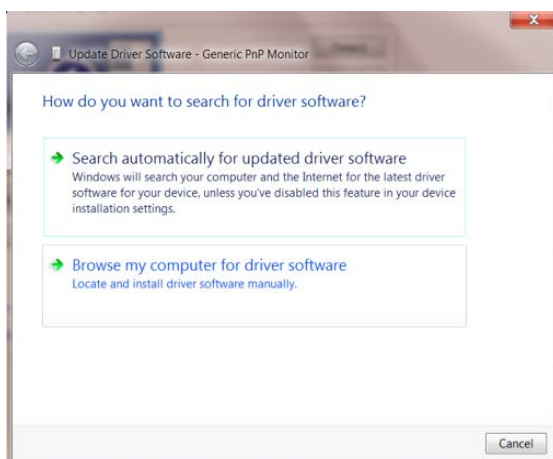 X
Update Driver Software - Generic PnP Monitor
How do you want to search for driver software?
Search automatically for updated driver software
Windows will search your computer and the Internet for the latest driver
software for your device, unless you've disabled this feature in your device
installation settings.
Browse my computer for driver software
Locate and install driver software manually.
Cancel